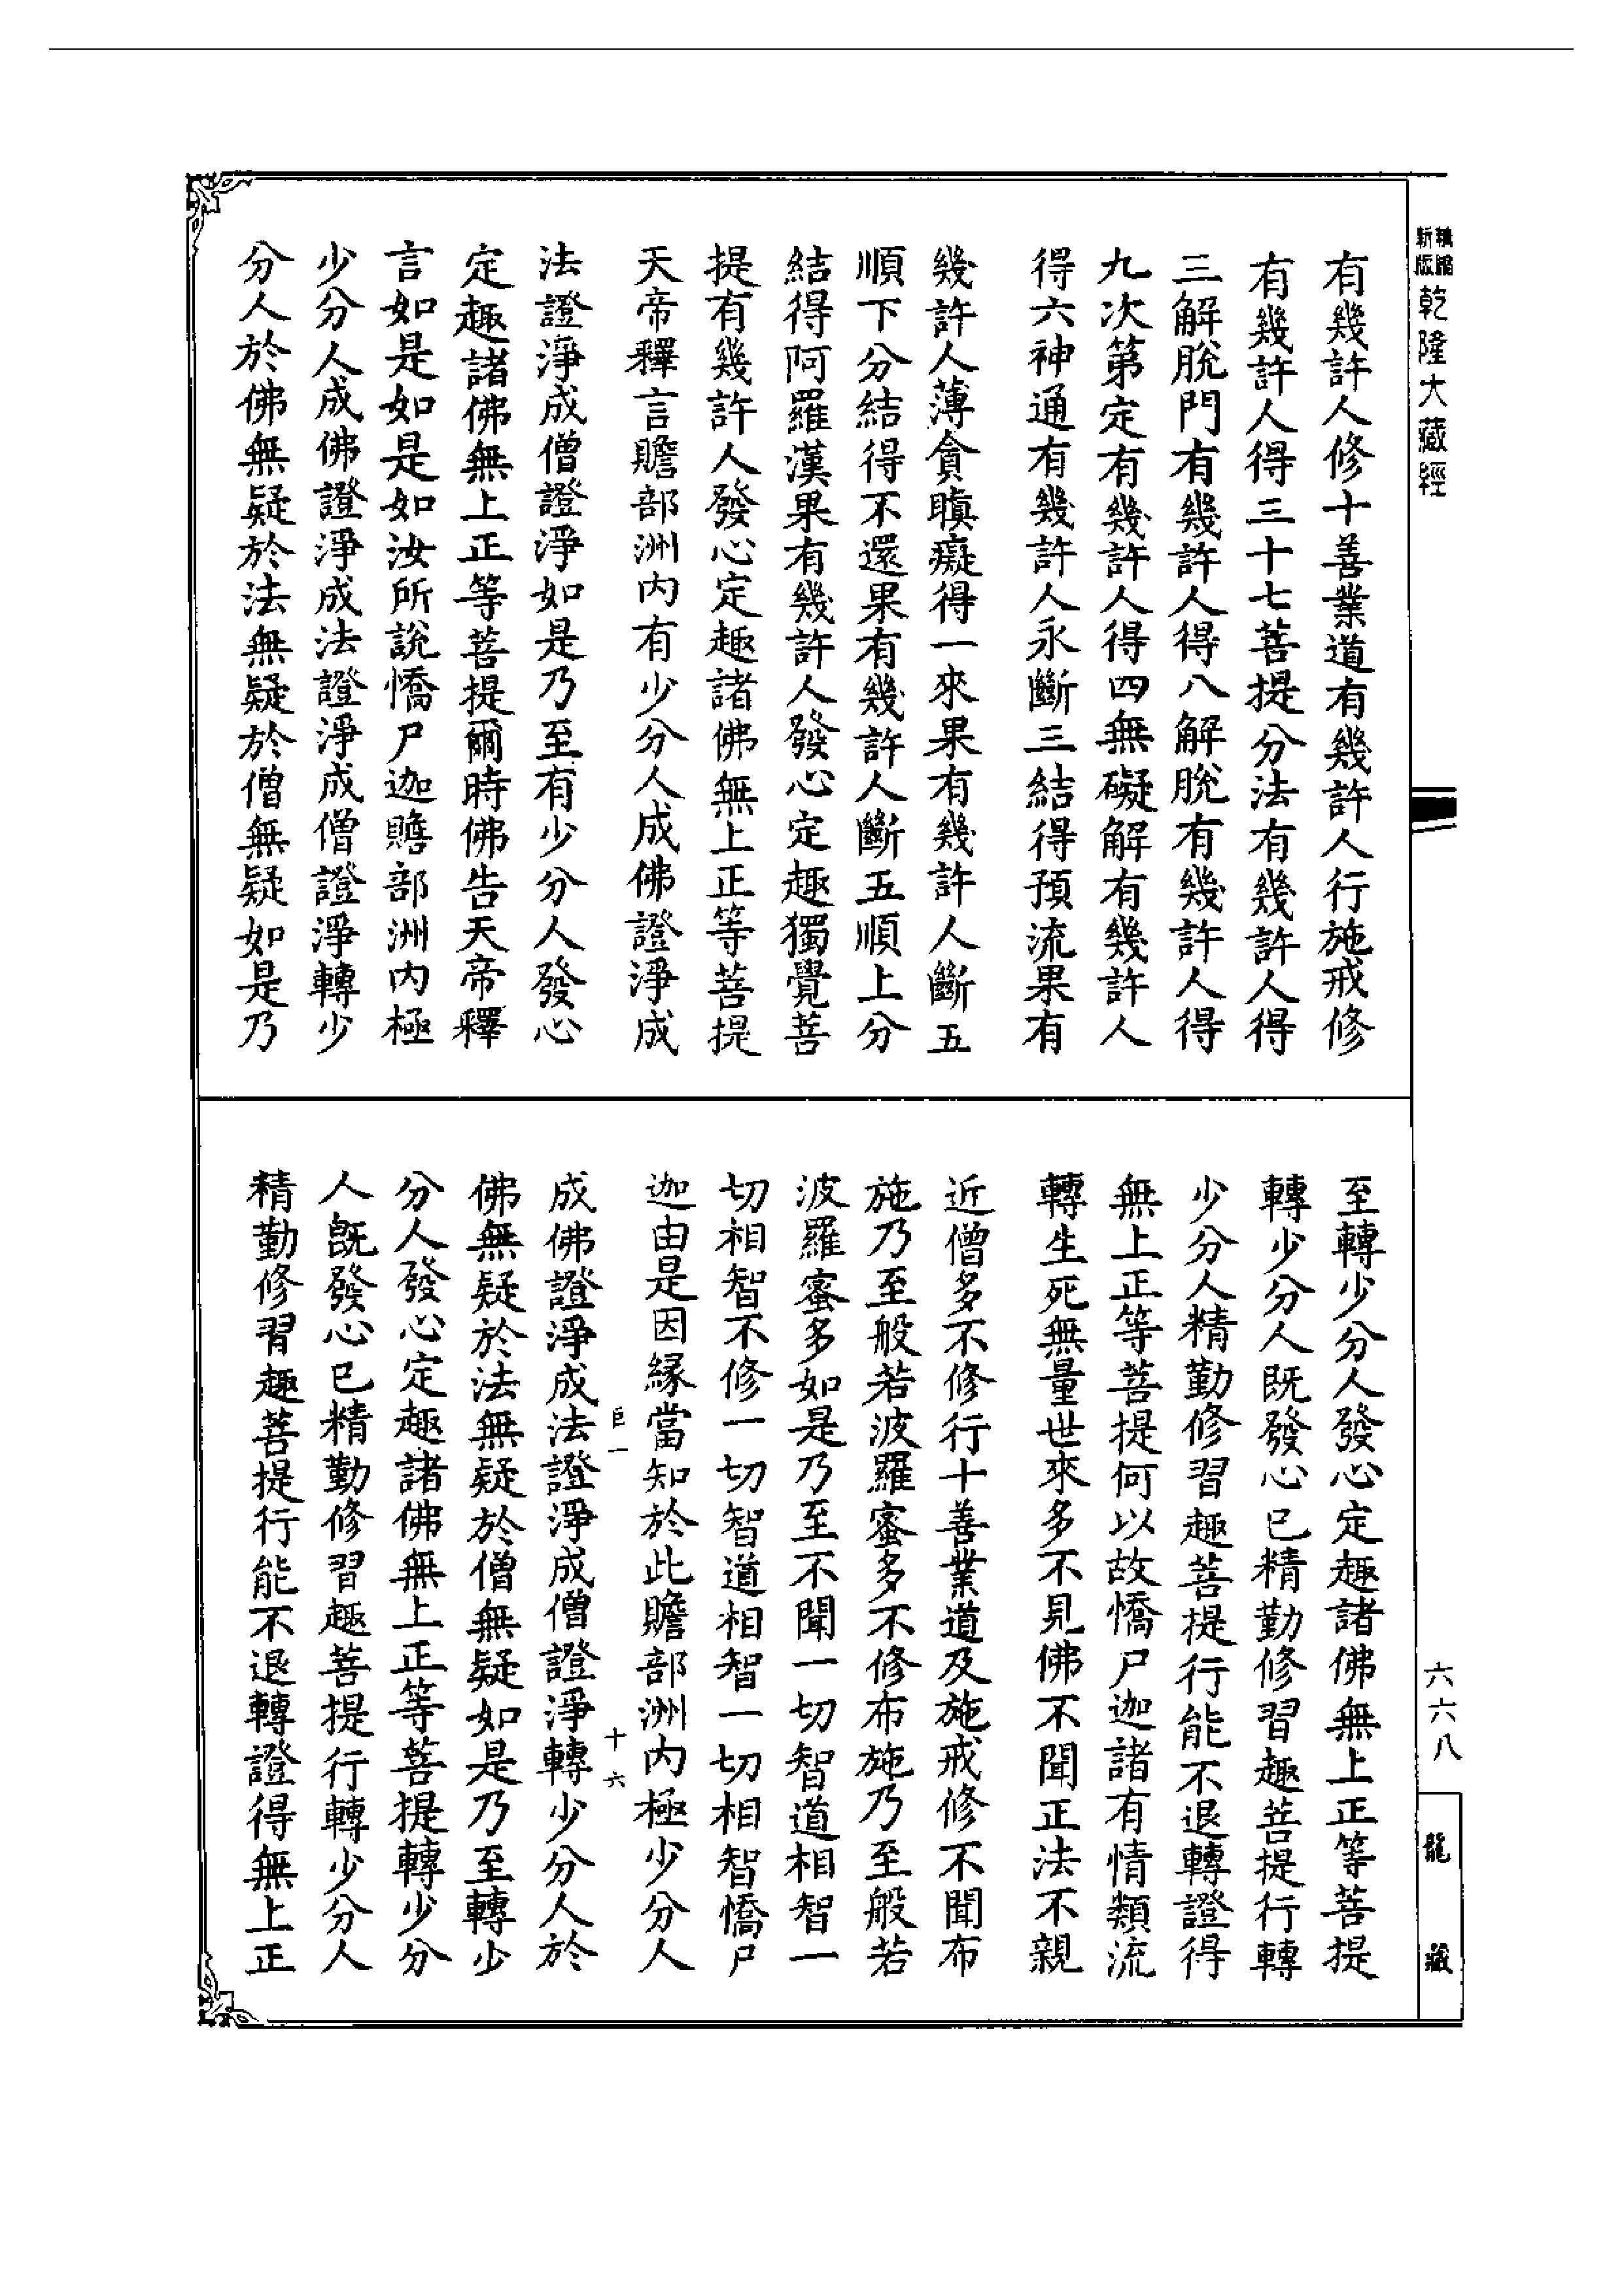 精縮
新版
乾隆大藏經
有幾許人修十善業道有幾許人行施戒修
有幾許人得三十七菩提分法有幾許人得
三解脫門有幾許人得八解脫有幾許人得
九次第定有幾許人得四無礙解有幾許人
得六神通有幾許人永斷三結得預流果有
幾許人薄貪瞋癡得一來果有幾許人斷五
順下分結得不還果有幾許人斷五順上分
結得阿羅漢果有幾許人發心定趣獨覺菩
提有幾許人發心定趣諸佛無上正等菩提
天帝釋言贍部洲內有少分人成佛證淨成
法證淨成僧證淨如是乃至有少分人發心
定趣諸佛無上正等菩提爾時佛告天帝釋
言如是如是如汝所說憍尸迦贍部洲內極
少分人成佛證淨成法證淨成僧證淨轉少
分人於佛無疑於法無疑於僧無疑如是乃
至轉少分人發心定趣諸佛無上正等菩提
轉少分人既發心已精勤修習趣菩提行轉
少分人精勤修習趣菩提行能不退轉證得
無上正等菩提何以故憍尸迦諸有情類流
轉生死無量世來多不見佛不聞正法不親
近僧多不修行十善業道及施戒修不聞布
施乃至般若波羅蜜多不修布施乃至般若
波羅蜜多如是乃至不聞一切智道相智一
切相智不修一切智道相智一切相智憍尸
迦由是因緣當知於此贍部洲內極少分人
巨一
十六
成佛證淨成法證淨成僧證淨轉少分人於
佛無疑於法無疑於僧無疑如是乃至轉少
分人發心定趣諸佛無上正等菩提轉少分
人既發心已精勤修習趣菩提行轉少分人
精勤修習趣菩提行能不退轉證得無上正
六六八
龍藏